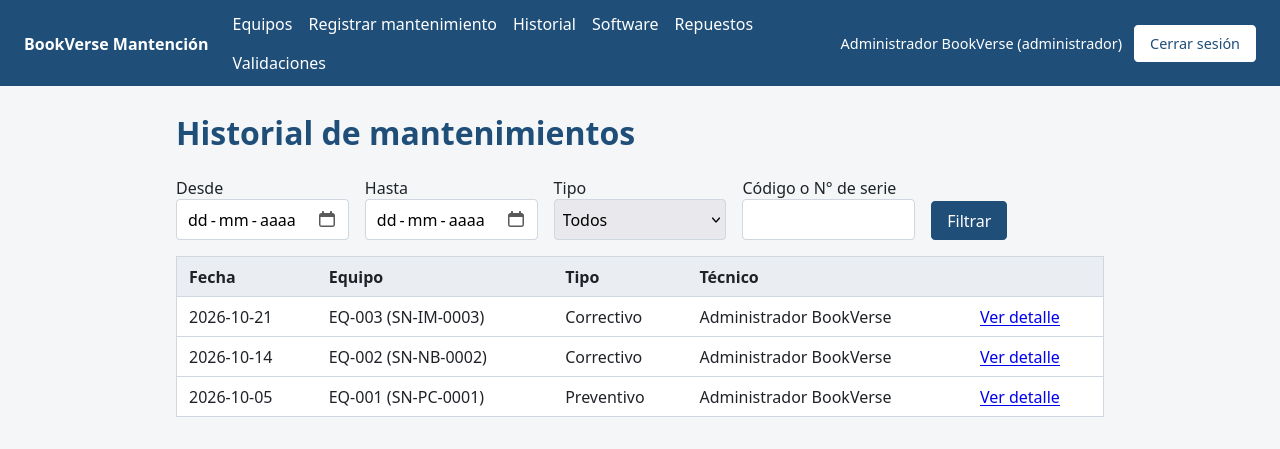 BookVerse Mantención
Equipos Registrar mantenimiento Historial Software Repuestos
Validaciones
Administrador BookVerse (administrador)
Cerrar sesión
Historial de mantenimientos
Desde Hasta Tipo Código o N° de serie
dd-mm-aaaa dd-mm-aaaa Todos Filtrar
Fecha Equipo Tipo Técnico
2026-10-21 EQ-003 (SN-IM-0003) Correctivo Administrador BookVerse Ver detalle
2026-10-14 EQ-002 (SN-NB-0002) Correctivo Administrador BookVerse Ver detalle
2026-10-05 EQ-001 (SN-PC-0001) Preventivo Administrador BookVerse Ver detalle